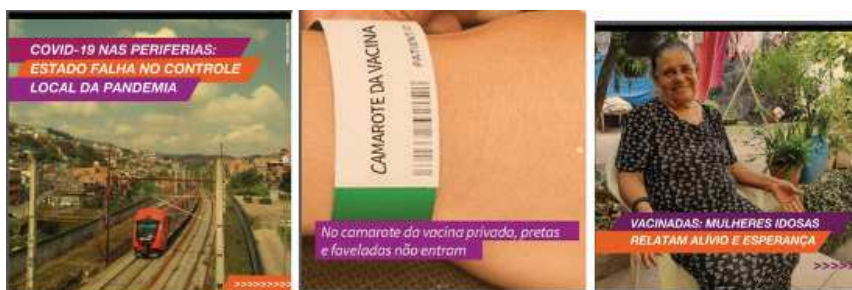 COVID-19 NAS PERIFERIAS:
ESTADO FALHA NO CONTROLE
LOCAL DA PANDEMIA
>>>>>>>>>
CAMAROTE DA VACINA
PATIENT
No camarote da vacina privada, pretas
e faveladas não entram
VACINADAS: MULHERES IDOSAS
RELATAM ALÍVIO E ESPERANÇA
>>>>>